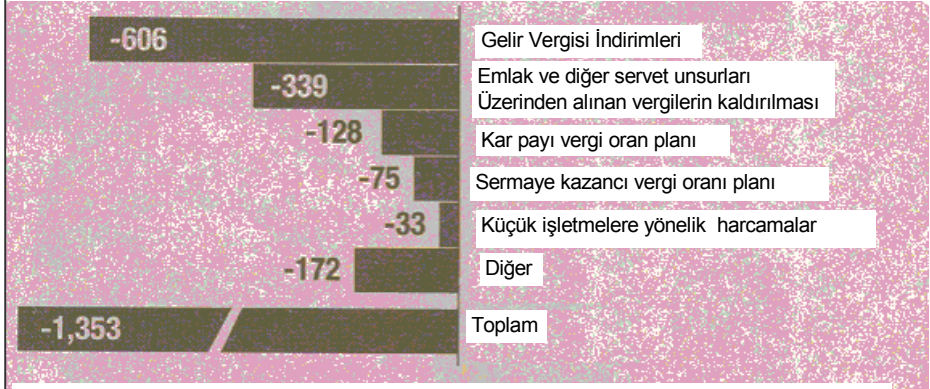 -606 Gelir Vergisi İndirimleri
-339 Emlak ve diğer servet unsurları
Üzerinden alınan vergilerin kaldırılması
-128 Kar payı vergi oran planı
-75 Sermaye kazancı vergi oranı planı
-33 Küçük işletmelere yönelik harcamalar
-172 Diğer
-1,353 Toplam